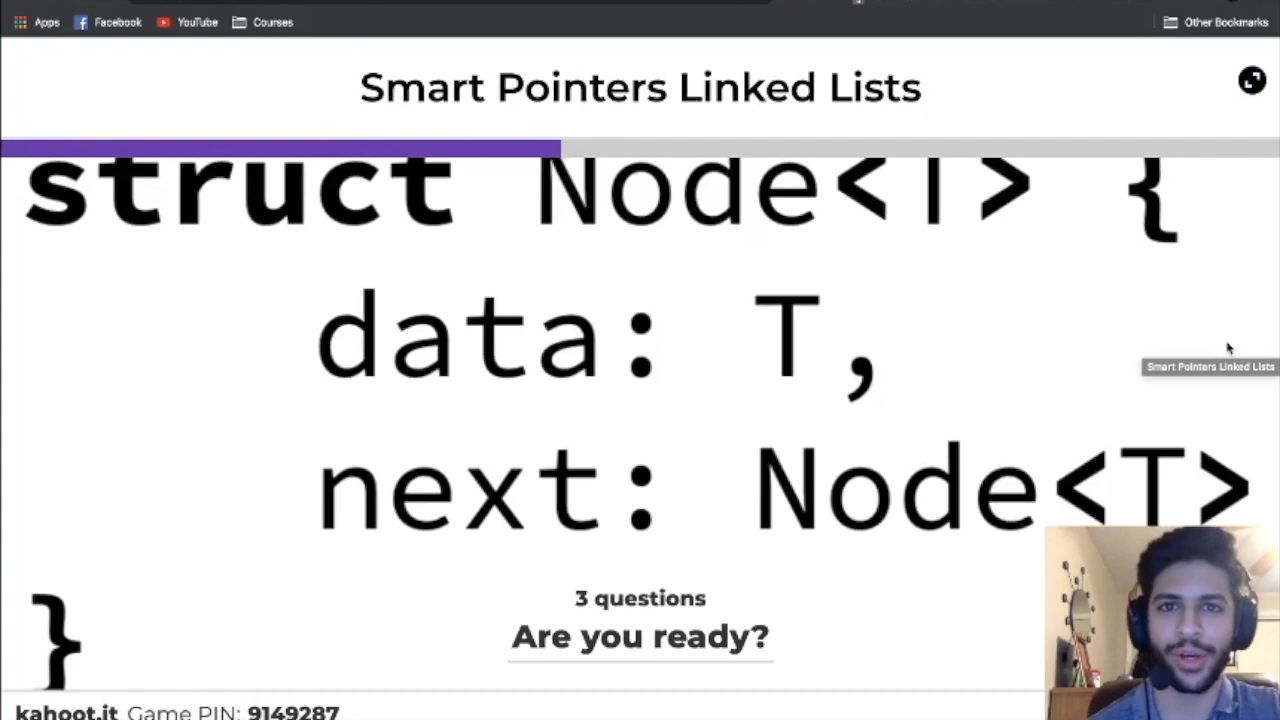 Apps Facebook YouTube Courses Other Bookmarks
Smart Pointers Linked Lists
struct Node<T> {
data: T,
Smart Pointers Linked Lists
next: Node<T>
}
3 questions
Are you ready?
kahoot.it Game PIN: 9149287